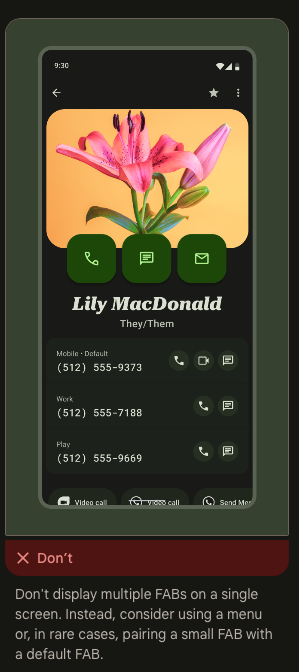 9:30
Lily MacDonald
They/Them
Mobile • Default
(512) 555-9373
Work
(512) 555-7188
Play
(512) 555-9669
Video call
Video call
Send Mes
Don't
Don't display multiple FABs on a single
screen. Instead, consider using a menu
or, in rare cases, pairing a small FAB with
a default FAB.